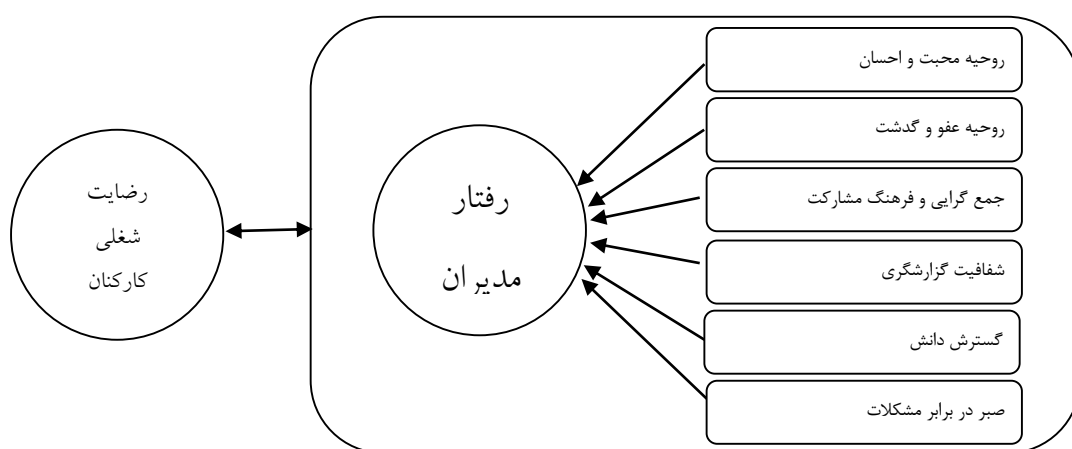 روحیه محبت و احسان
روحیه عفو و گدشت
جمع گرایی و فرهنگ مشارکت
شفافیت گزارشگری
گسترش دانش
صبر در برابر مشکلات
رفتار
مدیران
رضایت
شغلی
کارکنان